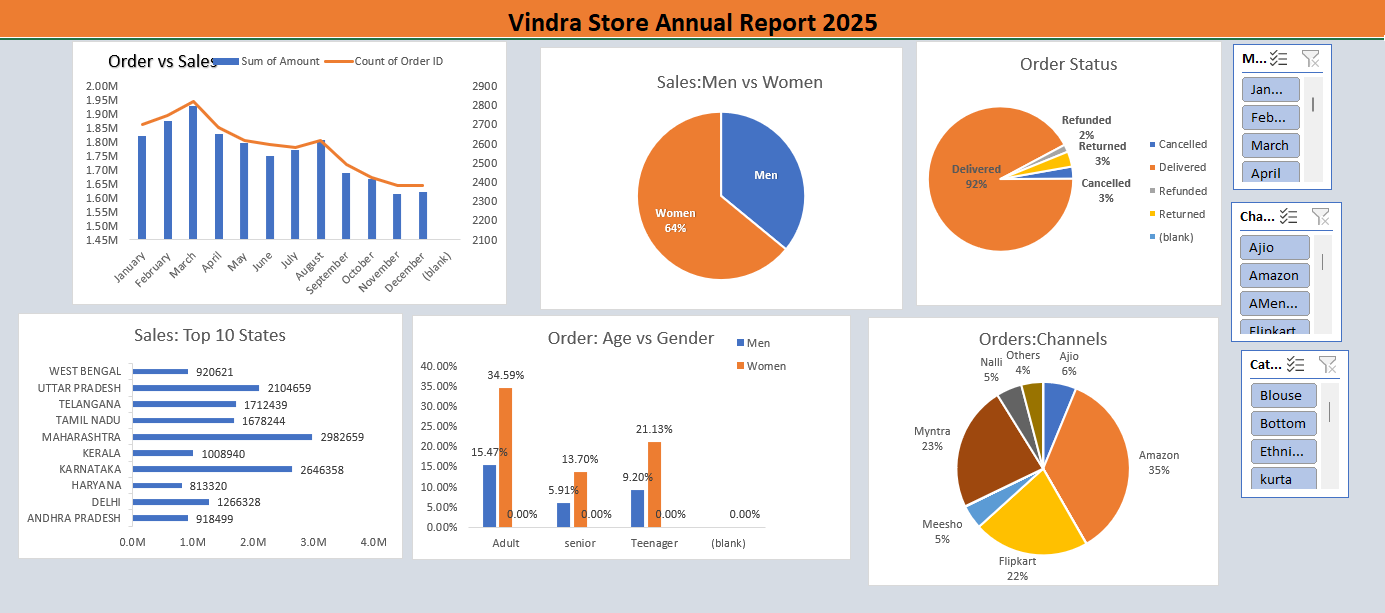 Vindra Store Annual Report 2025
Order vs Sales
Sum of Amount
Count of Order ID
2.00M
1.95M
1.90M
1.85M
1.80M
1.75M
1.70M
1.65M
1.60M
1.55M
1.50M
1.45M
2900
2800
2700
2600
2500
2400
2300
2200
2100
January
February
March
April
May
June
July
August
September
October
November
December
(blank)
Sales:Men vs Women
Men
Women
64%
Order Status
Refunded
2%
Returned
3%
Delivered
92%
Cancelled
3%
Cancelled
Delivered
Refunded
Returned
(blank)
M...
Jan...
Feb...
March
April
Cha...
Ajio
Amazon
AMen...
Flipkart
Cat...
Blouse
Bottom
Ethni...
kurta
Sales: Top 10 States
WEST BENGAL 920621
UTTAR PRADESH 2104659
TELANGANA 1712439
TAMIL NADU 1678244
MAHARASHTRA 2982659
KERALA 1008940
KARNATAKA 2646358
HARYANA 813320
DELHI 1266328
ANDHRA PRADESH 918499
0.0M 1.0M 2.0M 3.0M 4.0M
Order: Age vs Gender
Men
Women
40.00%
35.00%
30.00%
25.00%
20.00%
15.00%
10.00%
5.00%
0.00%
15.47%
34.59%
0.00%
5.91%
13.70%
0.00%
9.20%
21.13%
0.00%
0.00%
Adult senior Teenager (blank)
Orders:Channels
Nalli
5%
Others
4%
Ajio
6%
Myntra
23%
Amazon
35%
Meesho
5%
Flipkart
22%